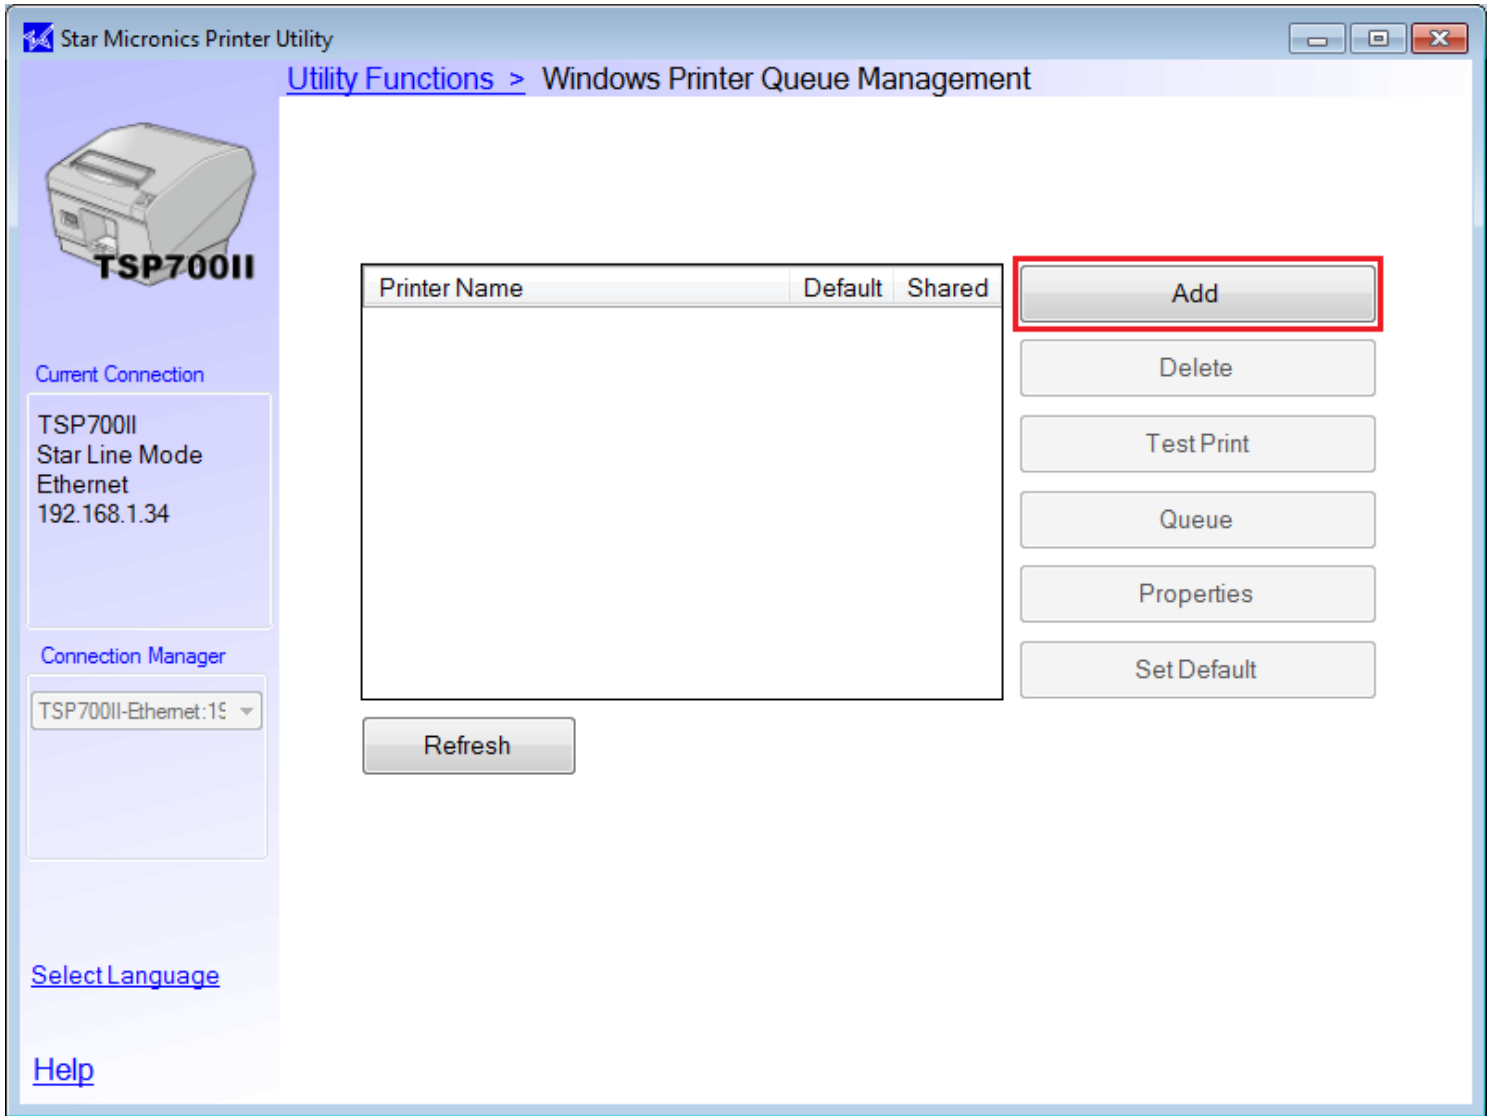 Star Micronics Printer Utility
Utility Functions > Windows Printer Queue Management
TSP700II
Current Connection
TSP700II
Star Line Mode
Ethernet
192.168.1.34
Connection Manager
TSP700II-Ethernet:19
Select Language
Help
Printer Name Default Shared
Refresh
Add
Delete
Test Print
Queue
Properties
Set Default